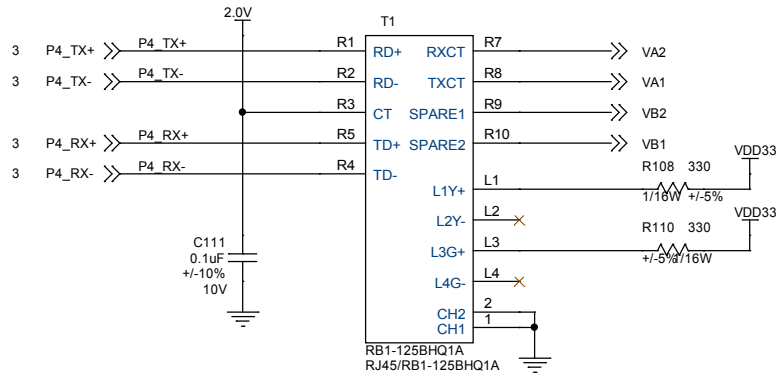 2.0V
T1
3 P4_TX+ P4_TX+ R1 RD+ RXCT R7 VA2
3 P4_TX- P4_TX- R2 RD- TXCT R8 VA1
R3 CT SPARE1 R9 VB2
3 P4_RX+ P4_RX+ R5 TD+ SPARE2 R10 VB1
VDD33
3 P4_RX- P4_RX- R4 TD-
R108 330
L1Y+ L1
1/16W +/-5%
L2Y- L2
VDD33
R110 330
L3G+ L3
+/-5% 1/16W
C111
0.1uF
+/-10%
10V
L4G- L4
CH2 2
CH1 1
RB1-125BHQ1A
RJ45/RB1-125BHQ1A